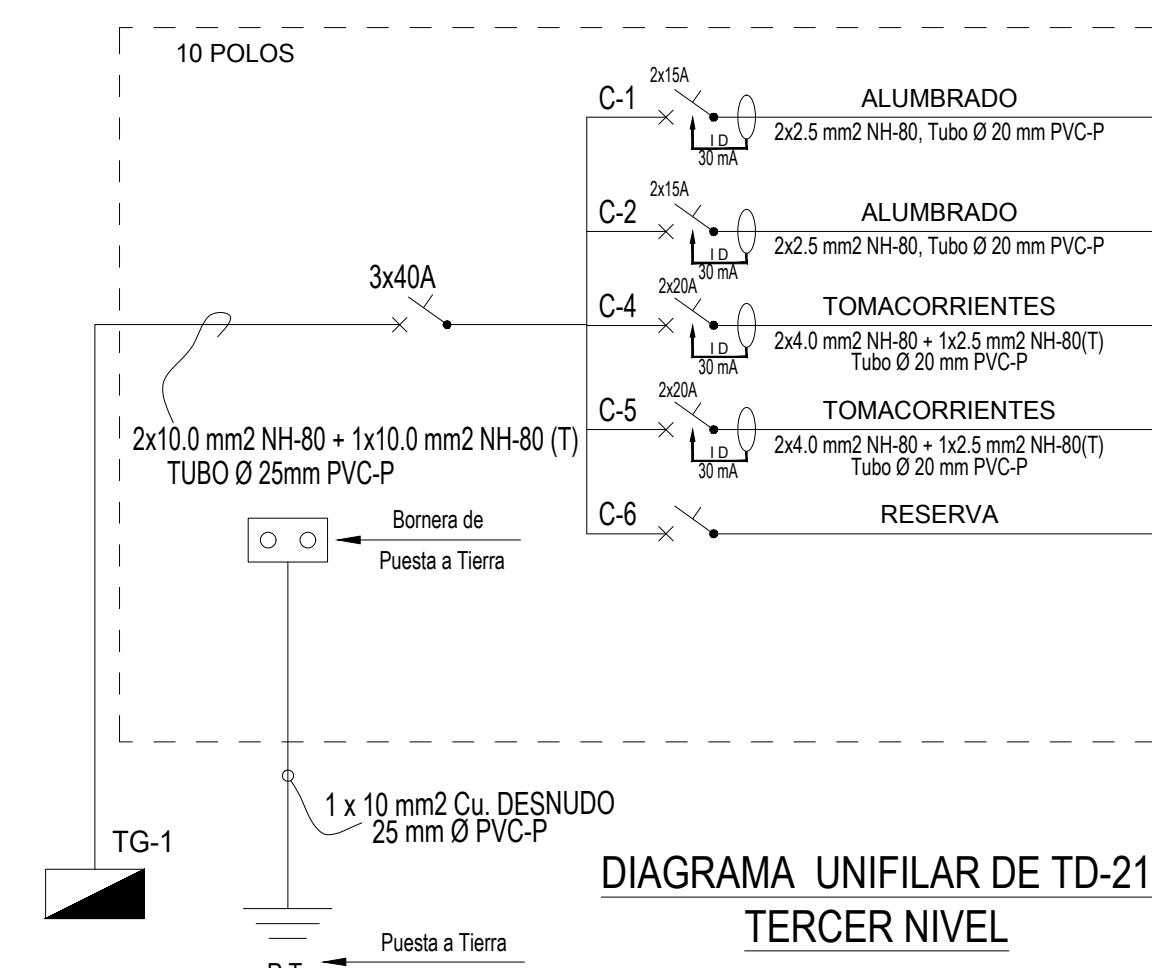 10 POLOS
2x15A
C-1
ALUMBRADO
2x2.5 mm2 NH-80, Tubo Ø 20 mm PVC-P
I D
30 mA
2x15A
C-2
ALUMBRADO
2x2.5 mm2 NH-80, Tubo Ø 20 mm PVC-P
I D
30 mA
3x40A
2x20A
C-4
TOMACORRIENTES
2x4.0 mm2 NH-80 + 1x2.5 mm2 NH-80(T)
Tubo Ø 20 mm PVC-P
I D
30 mA
2x20A
C-5
TOMACORRIENTES
2x4.0 mm2 NH-80 + 1x2.5 mm2 NH-80(T)
Tubo Ø 20 mm PVC-P
I D
30 mA
2x10.0 mm2 NH-80 + 1x10.0 mm2 NH-80 (T)
TUBO Ø 25mm PVC-P
C-6
RESERVA
Bornera de
Puesta a Tierra
1 x 10 mm2 Cu. DESNUDO
25 mm Ø PVC-P
TG-1
DIAGRAMA UNIFILAR DE TD-21
TERCER NIVEL
Puesta a Tierra
P.T.